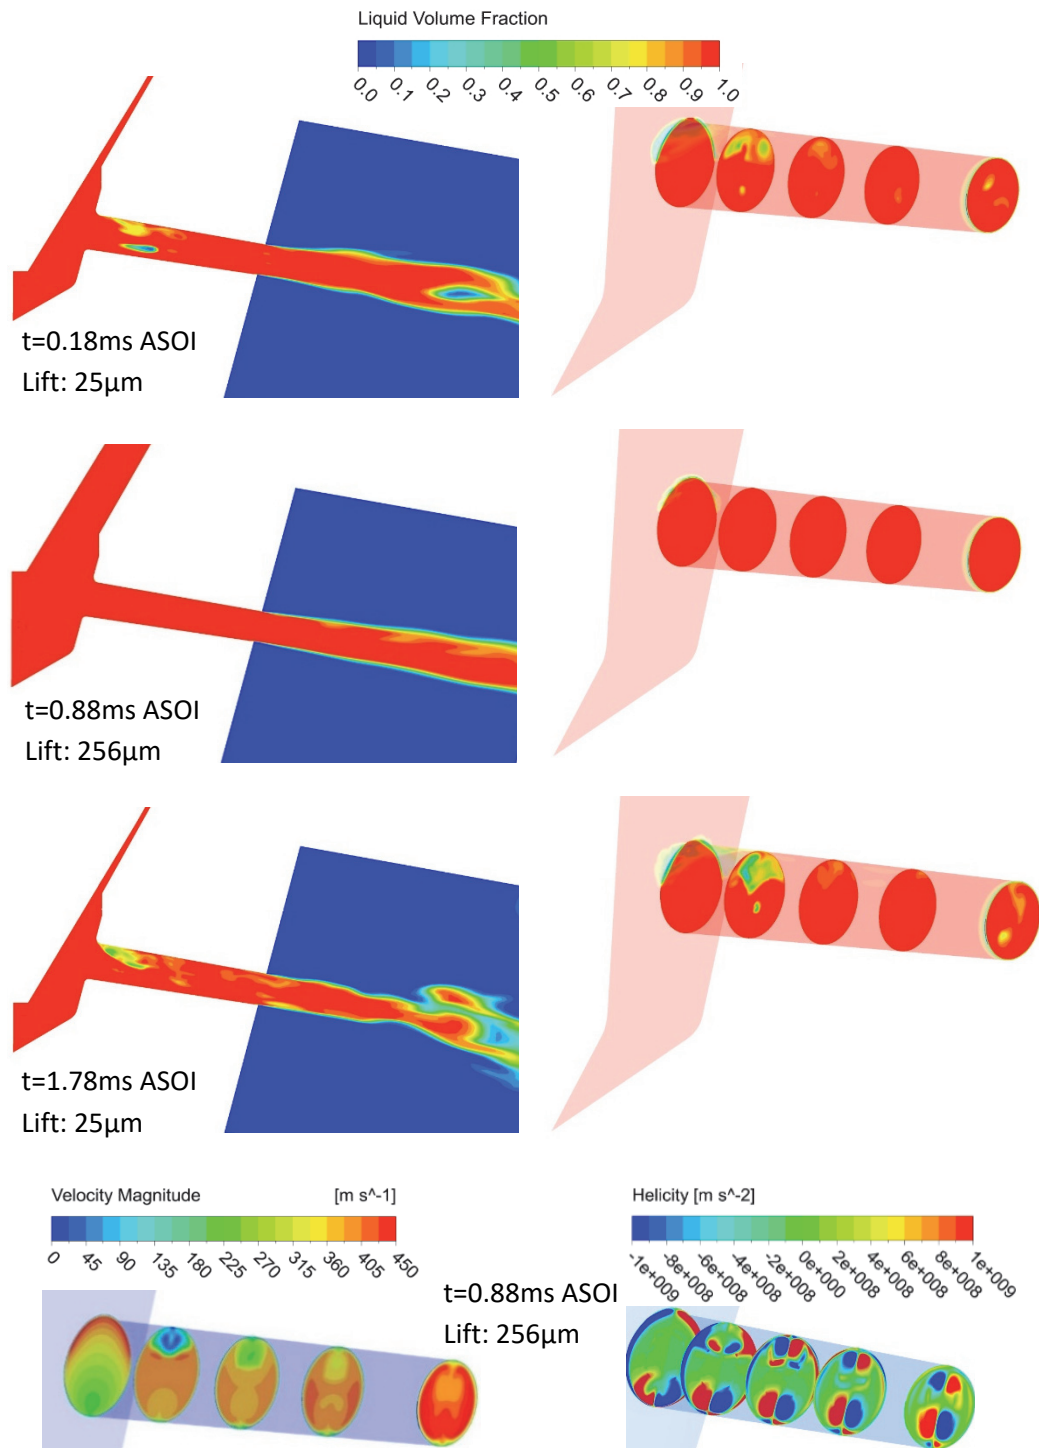 Liquid Volume Fraction
0.0 0.1 0.2 0.3 0.4 0.5 0.6 0.7 0.8 0.9 1.0
t=0.18ms ASOI
Lift: 25µm
t=0.88ms ASOI
Lift: 256µm
t=1.78ms ASOI
Lift: 25µm
Velocity Magnitude [m s^-1]
0 45 90 135 180 225 270 315 360 405 450
t=0.88ms ASOI
Lift: 256µm
Helicity [m s^-2]
-1e+009 -8e+008 -6e+008 -4e+008 -2e+008 0e+000 2e+008 4e+008 6e+008 8e+008 1e+009